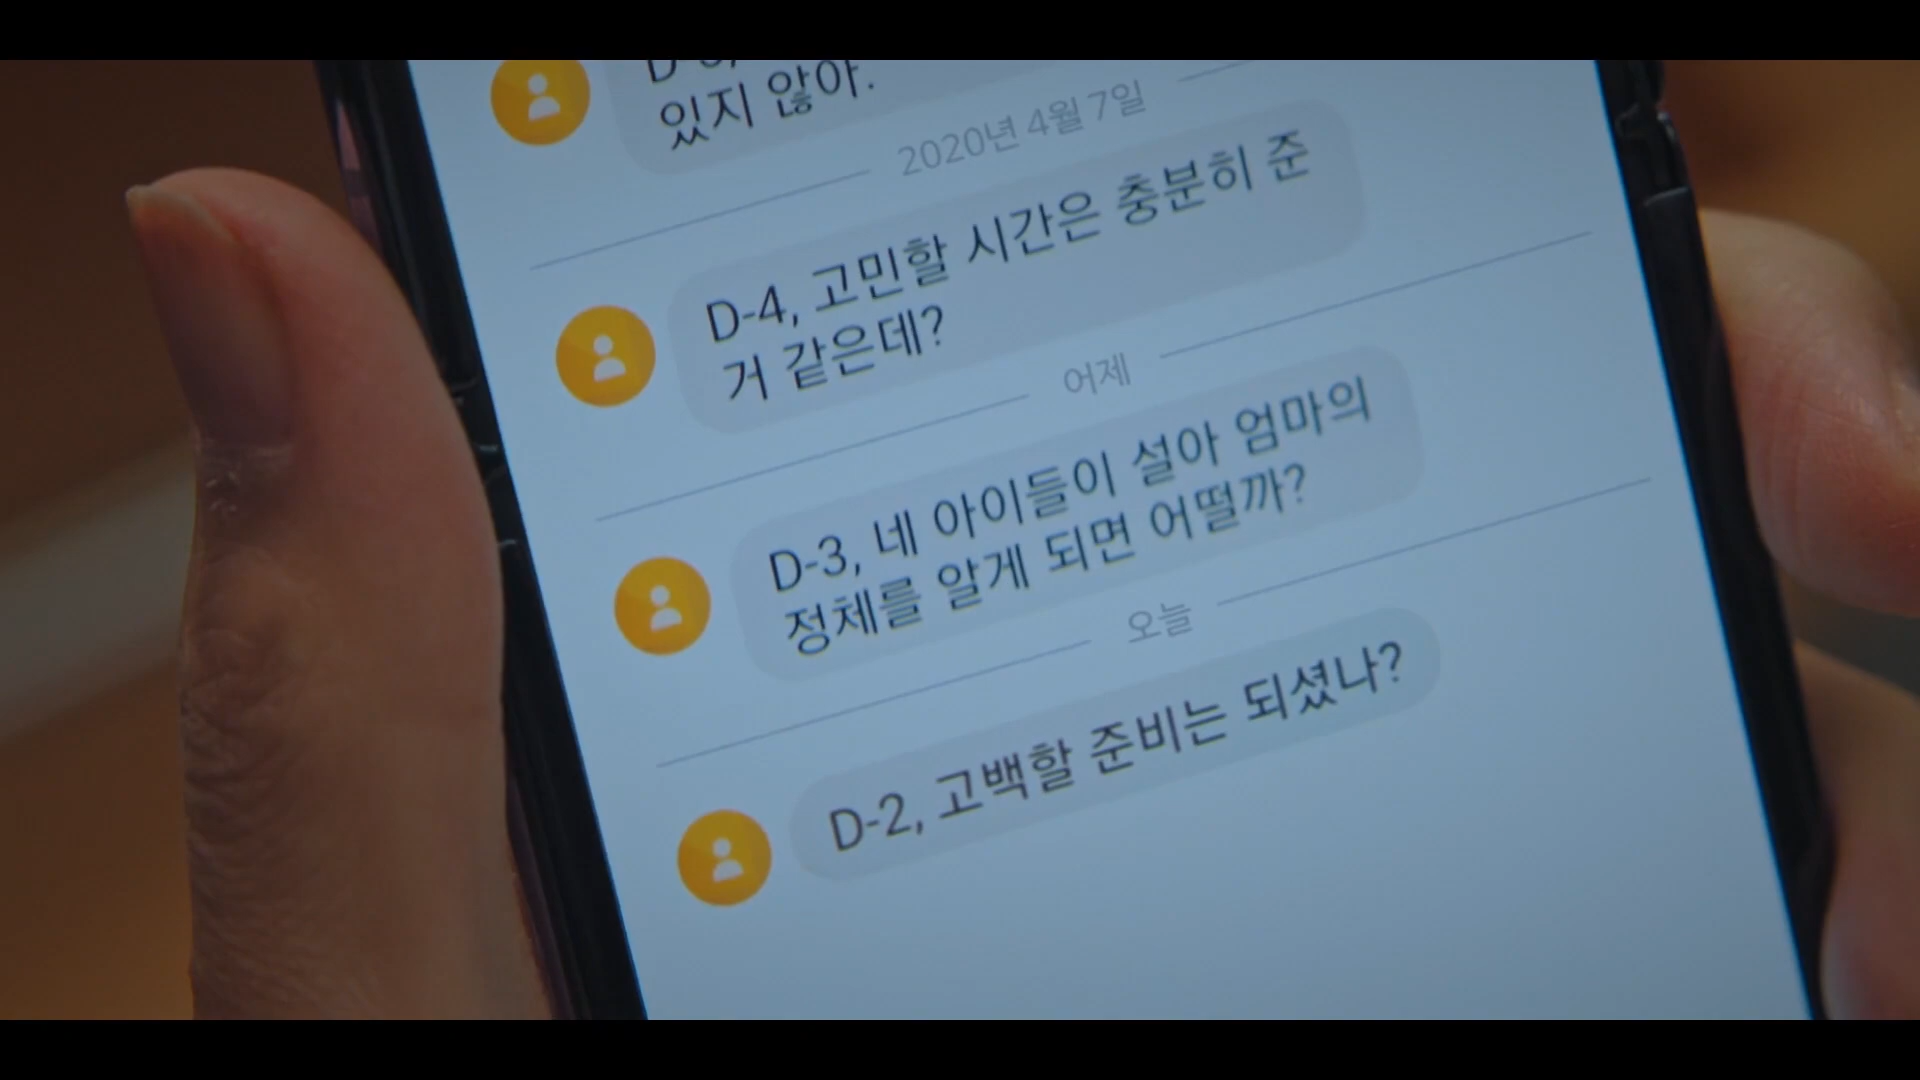 있지 않아.
2020년 4월 7일
D-4, 고민할 시간은 충분히 준
거 같은데?
어제
D-3, 네 아이들이 설아 엄마의
정체를 알게 되면 어떨까?
오늘
D-2, 고백할 준비는 되셨나?